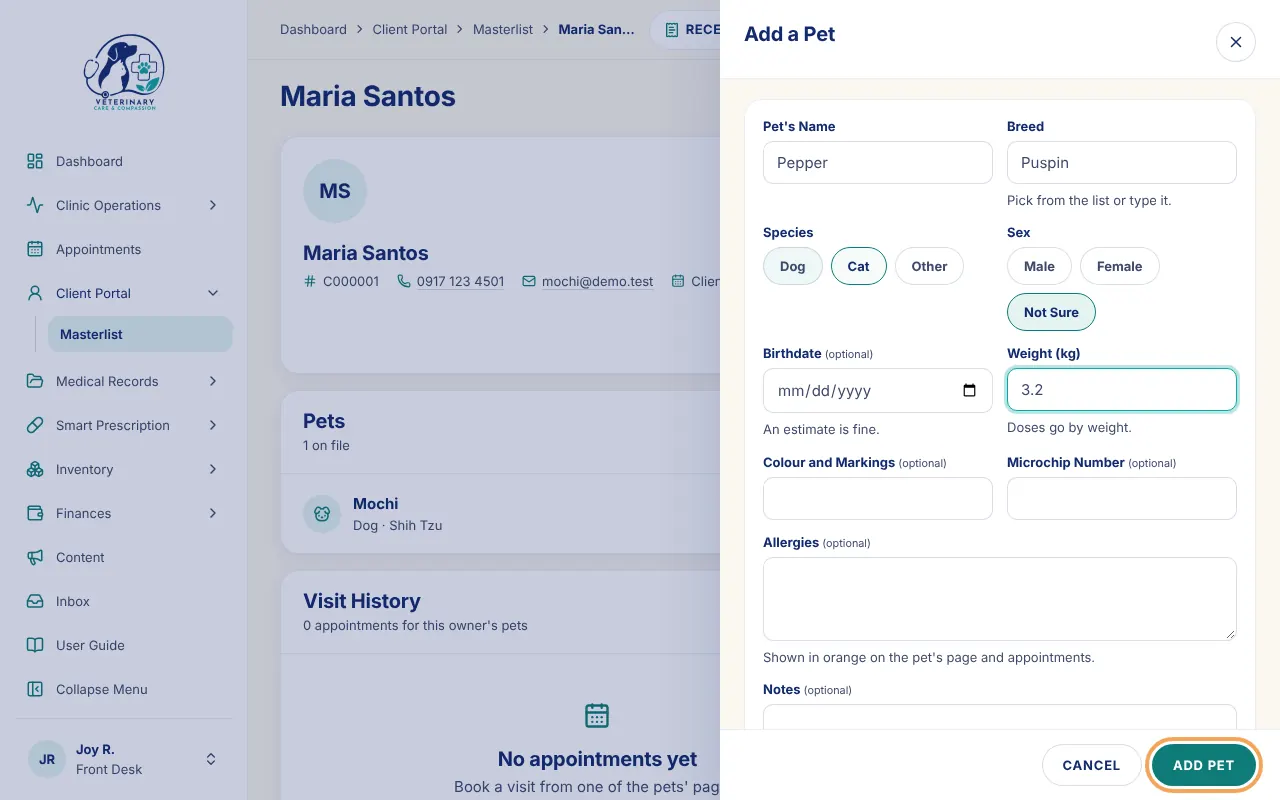 VETERINARY
CARE & COMPASSION
Dashboard
Clinic Operations
Appointments
Client Portal
Masterlist
Medical Records
Smart Prescription
Inventory
Finances
Content
Inbox
User Guide
Collapse Menu
JR
Joy R.
Front Desk
Dashboard > Client Portal > Masterlist > Maria San... RECE
Maria Santos
MS
Maria Santos
# C000001 0917 123 4501 mochi@demo.test Clien
Pets
1 on file
Mochi
Dog · Shih Tzu
Visit History
0 appointments for this owner's pets
No appointments yet
Book a visit from one of the pets' pag
Add a Pet
Pet's Name Breed
Pepper Puspin
Pick from the list or type it.
Species Sex
Dog Cat Other Male Female
Not Sure
Birthdate (optional) Weight (kg)
mm/dd/yyyy 3.2
An estimate is fine. Doses go by weight.
Colour and Markings (optional) Microchip Number (optional)
Allergies (optional)
Shown in orange on the pet's page and appointments.
Notes (optional)
CANCEL ADD PET